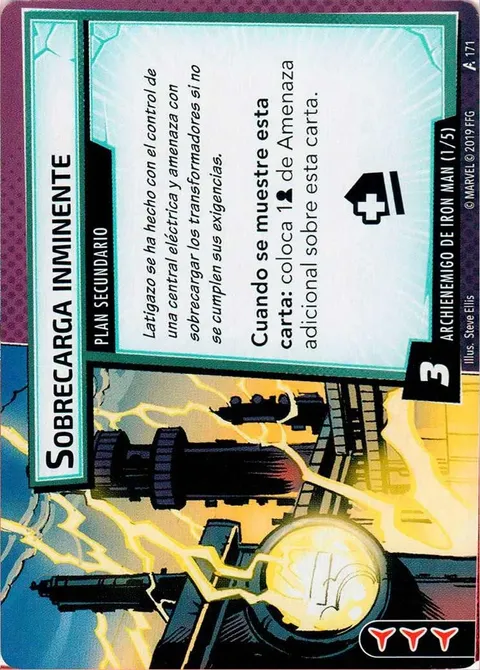 SOBRECARGA INMINENTE
PLAN SECUNDARIO
Latigazo se ha hecho con el control de
una central eléctrica y amenaza con
sobrecargar los transformadores si no
se cumplen sus exigencias.
Cuando se muestre esta
carta: coloca 1 de Amenaza
adicional sobre esta carta.
3
ARCHIENEMIGO DE IRON MAN (1/5)
Illus. Steve Ellis
© MARVEL © 2019 FFG
171